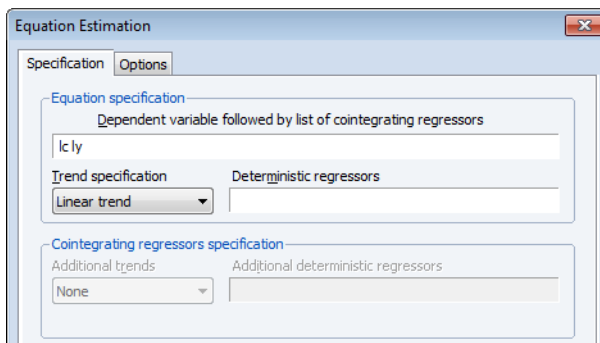 Equation Estimation
Specification Options
Equation specification
Dependent variable followed by list of cointegrating regressors
lc ly
Trend specification Deterministic regressors
Linear trend
Cointegrating regressors specification
Additional trends Additional deterministic regressors
None